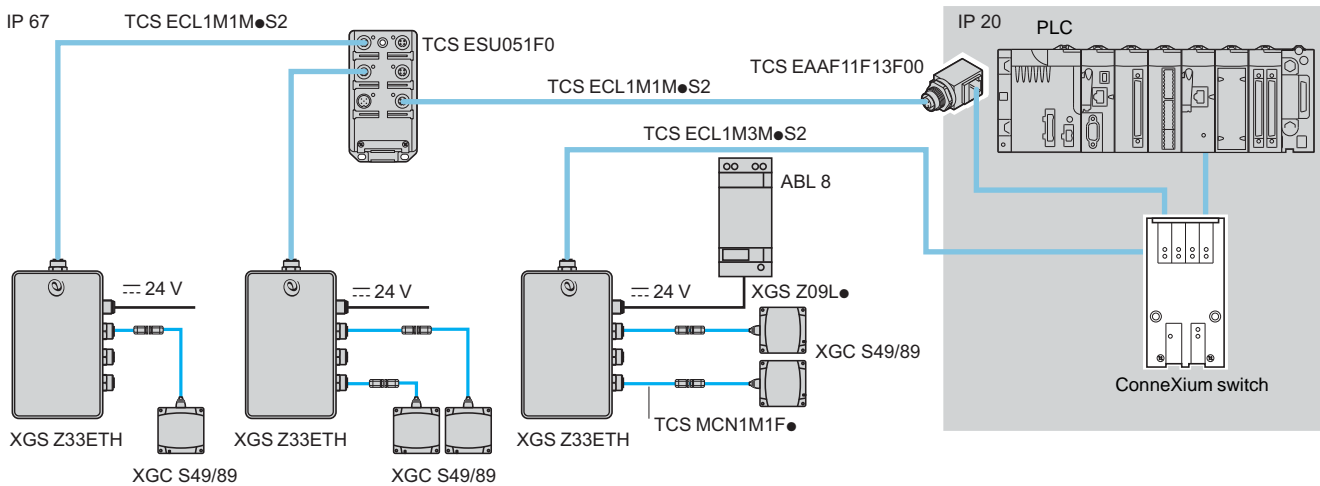 IP 67
TCS ECL1M1M●S2
TCS ESU051F0
IP 20
PLC
TCS EAAF11F13F00
TCS ECL1M1M●S2
TCS ECL1M3M●S2
ABL 8
24 V
24 V
24 V
XGS Z09L●
XGC S49/89
ConneXium switch
TCS MCN1M1F●
XGS Z33ETH
XGS Z33ETH
XGS Z33ETH
XGC S49/89
XGC S49/89